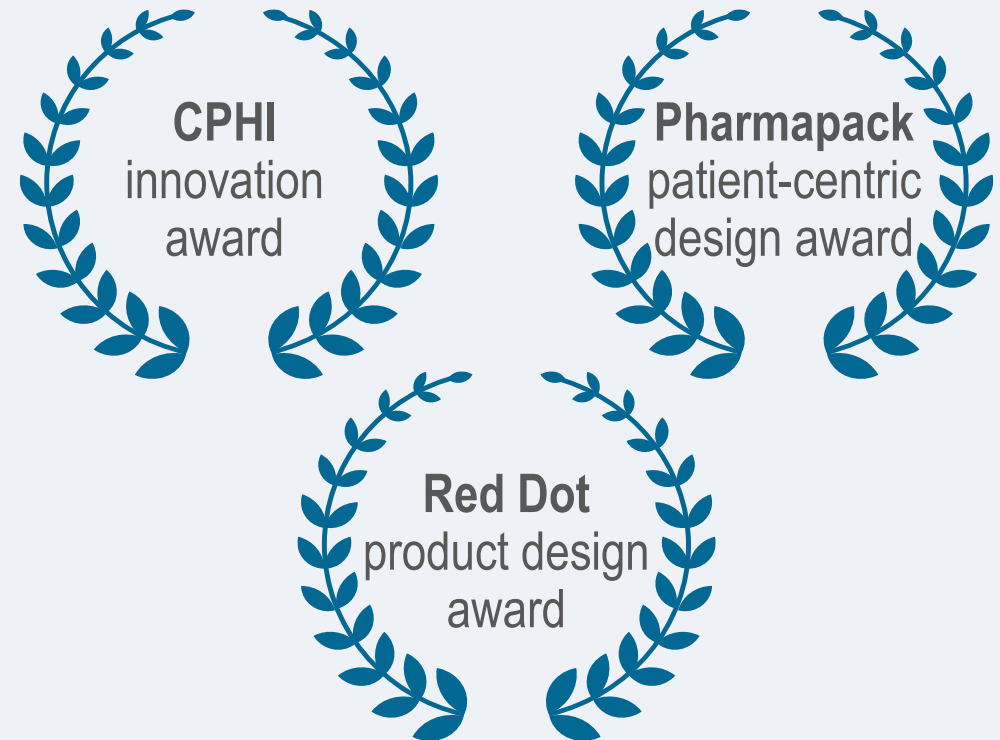 CPHI
innovation
award
Pharmapack
patient-centric
design award
Red Dot
product design
award